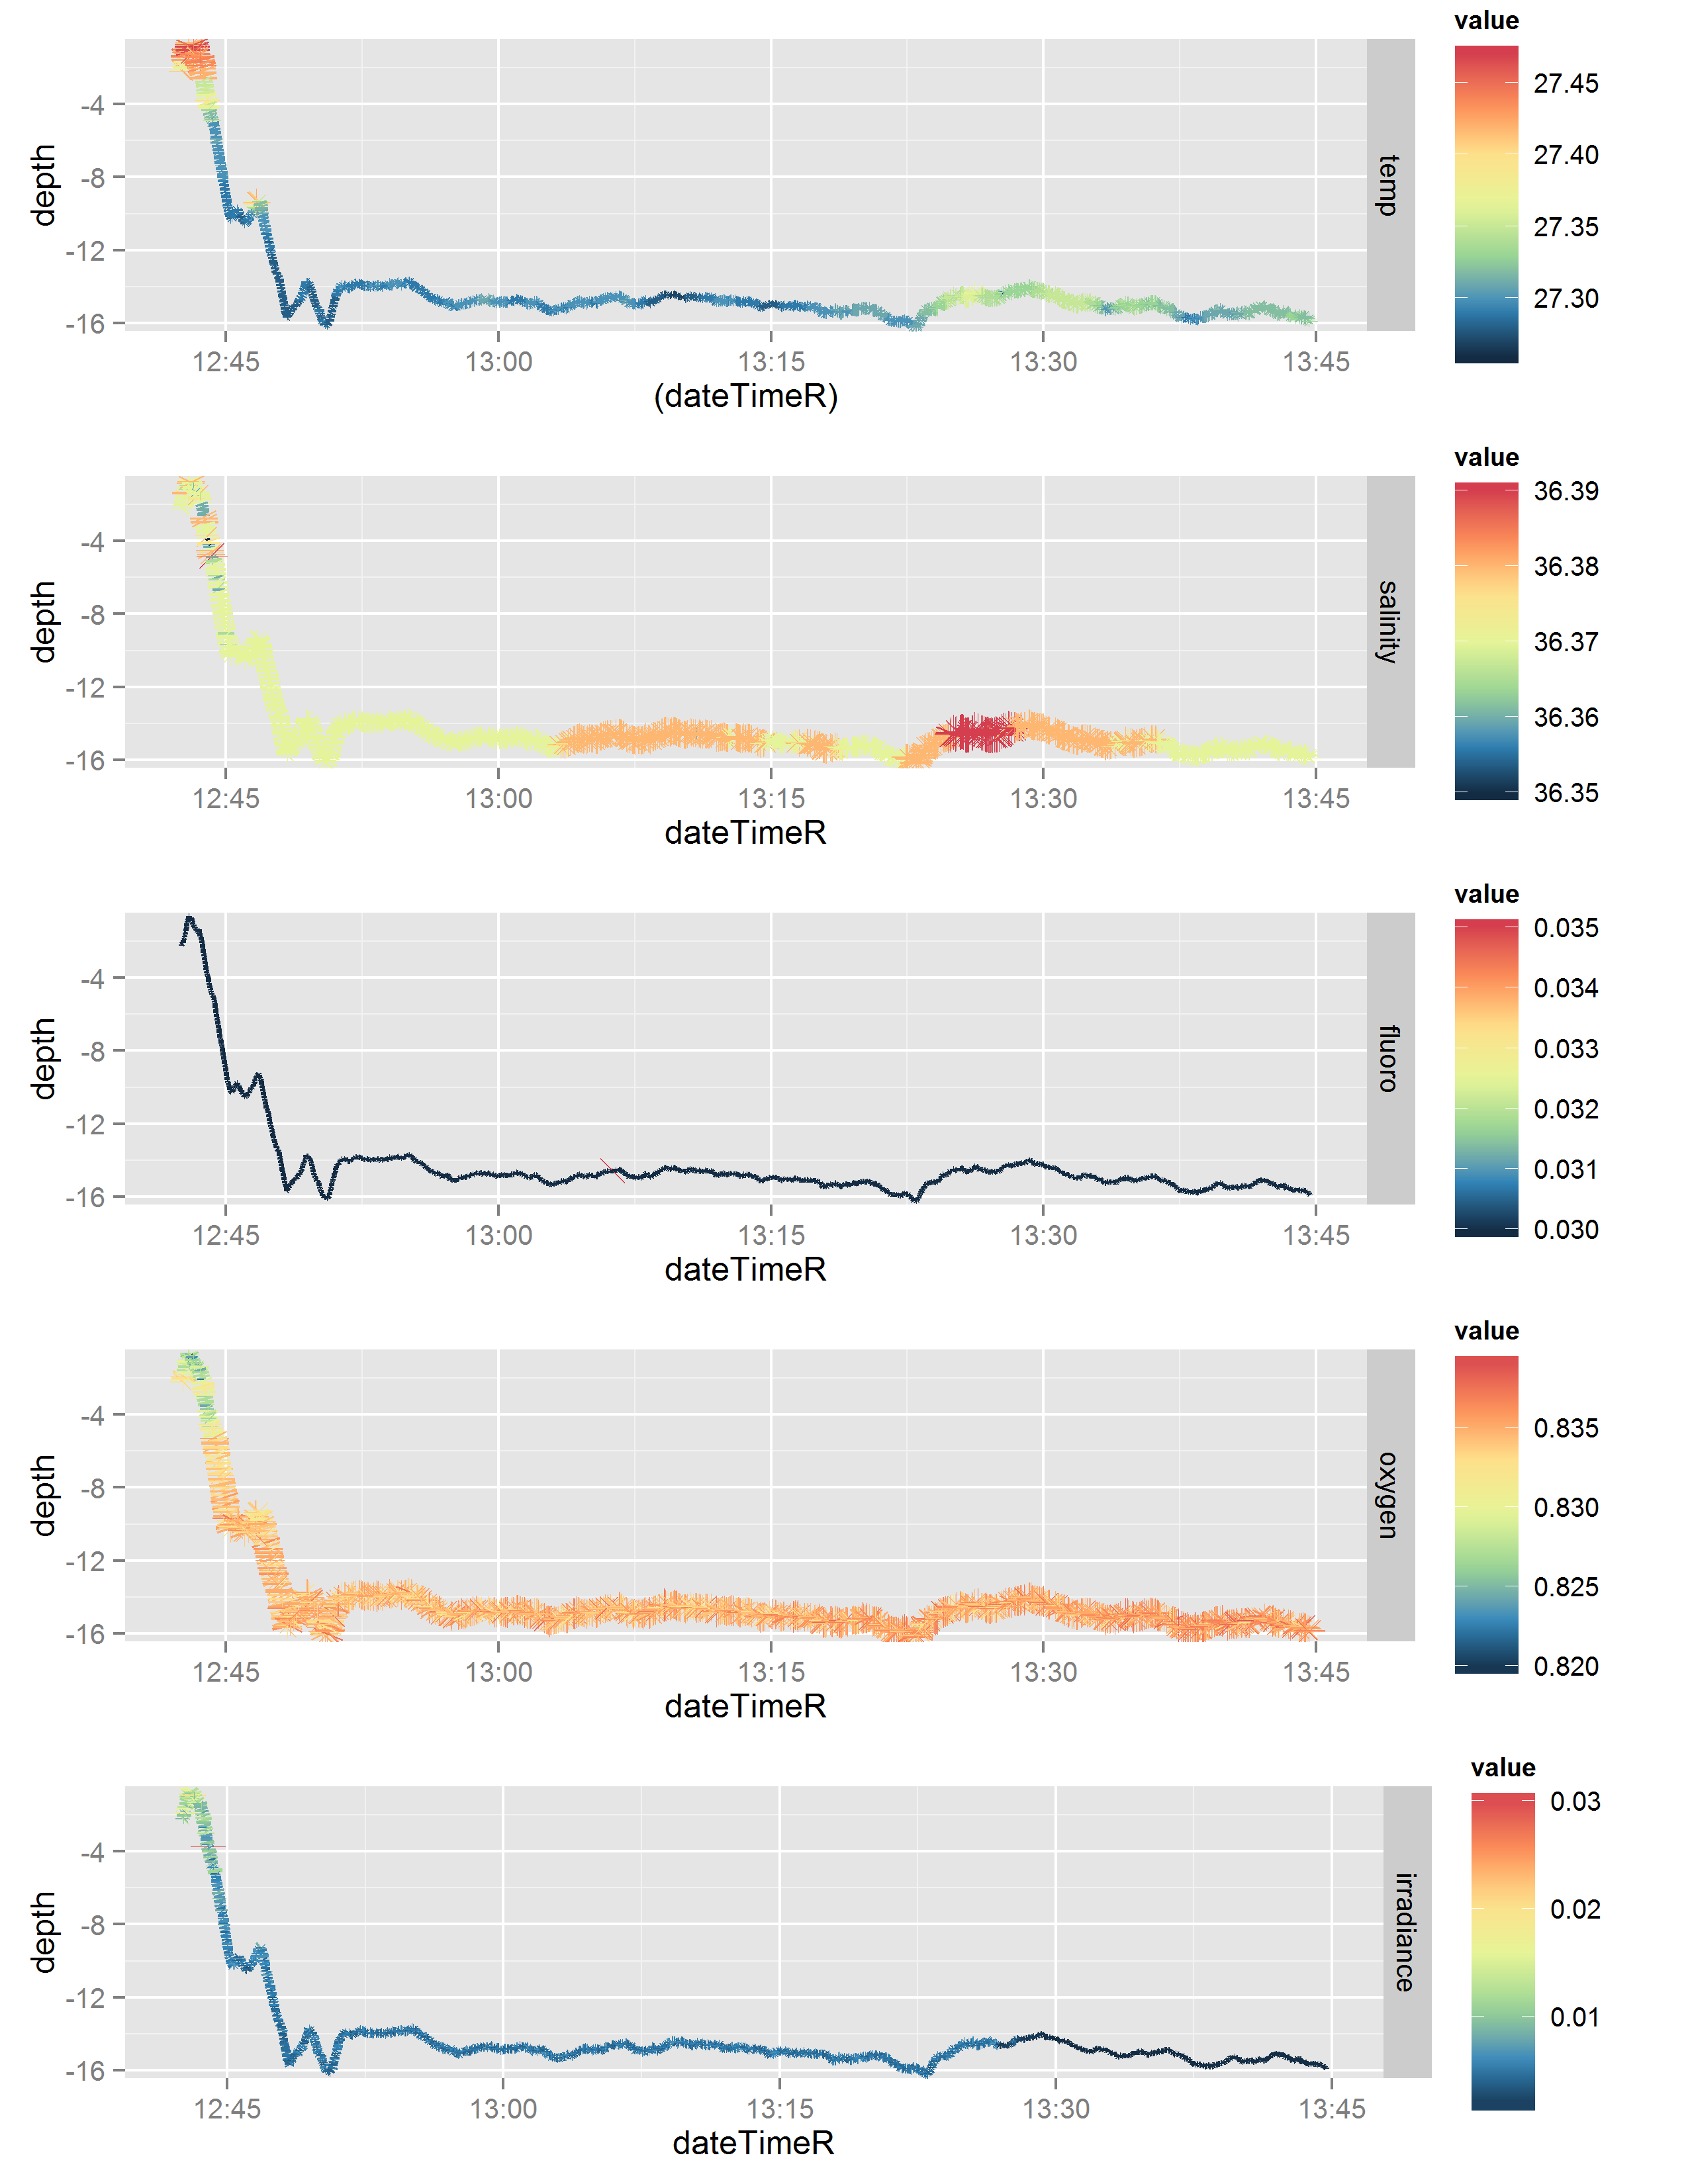 value
27.45
27.40
27.35
27.30
depth
-4
-8
-12
-16
temp
12:45 13:00 13:15 13:30 13:45
(dateTimeR)
value
36.39
36.38
36.37
36.36
36.35
depth
-4
-8
-12
-16
salinity
12:45 13:00 13:15 13:30 13:45
dateTimeR
value
0.035
0.034
0.033
0.032
0.031
0.030
depth
-4
-8
-12
-16
fluoro
12:45 13:00 13:15 13:30 13:45
dateTimeR
value
0.835
0.830
0.825
0.820
depth
-4
-8
-12
-16
oxygen
12:45 13:00 13:15 13:30 13:45
dateTimeR
value
0.03
0.02
0.01
depth
-4
-8
-12
-16
irradiance
12:45 13:00 13:15 13:30 13:45
dateTimeR